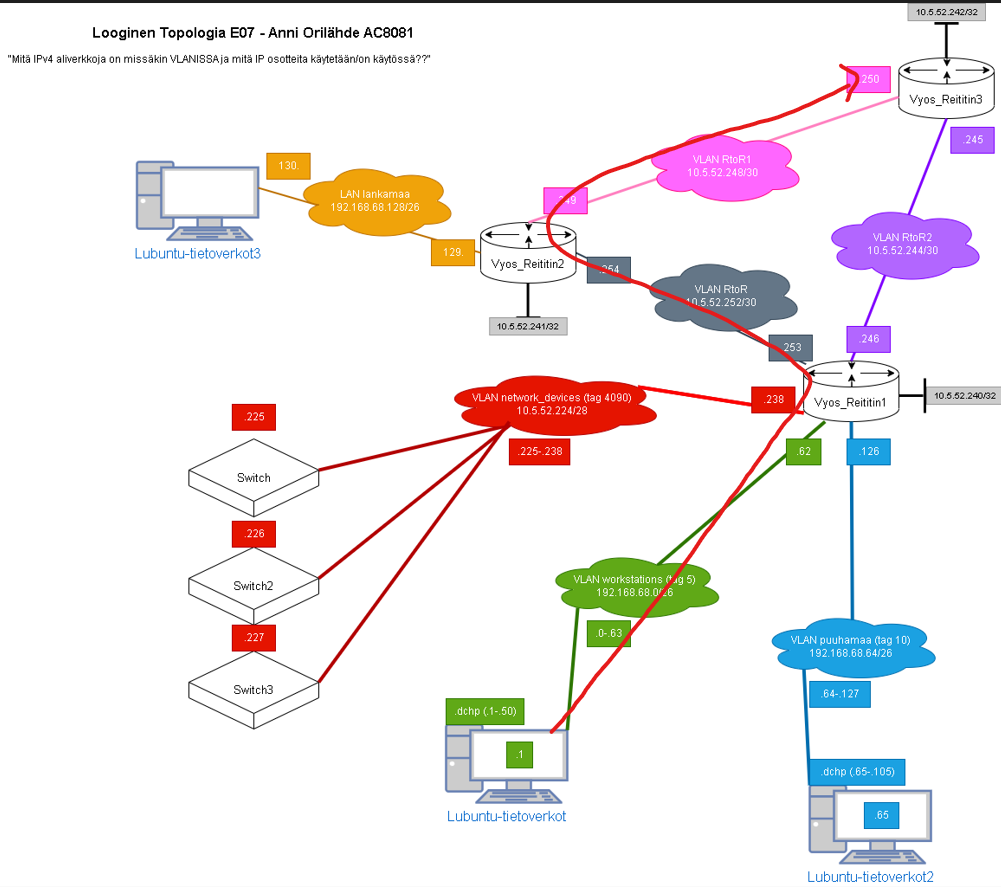 10.5.52.242/32
Looginen Topologia E07 - Anni Orilähde AC8081
"Mitä IPv4 aliverkkoja on missäkin VLANISSA ja mitä IP osotteita käytetään/on käytössä??"
.250
Vyos_Reititin3
.245
130.
VLAN RtoR1
10.5.52.248/30
LAN lankamaa
192.168.68.128/26
.249
VLAN RtoR2
10.5.52.244/30
Lubuntu-tietoverkot3
129.
Vyos_Reititin2
.254
VLAN RtoR
10.5.52.252/30
10.5.52.241/32
.253
.246
VLAN network_devices (tag 4090)
10.5.52.224/28
.238
Vyos_Reititin1
10.5.52.240/32
.225
.225-.238
.62
.126
Switch
.226
Switch2
VLAN workstations (tag 5)
192.168.68.0/26
.227
.0-.63
VLAN puuhamaa (tag 10)
192.168.68.64/26
Switch3
.64-.127
.dchp (.1-.50)
.1
.dchp (.65-.105)
Lubuntu-tietoverkot
.65
Lubuntu-tietoverkot2